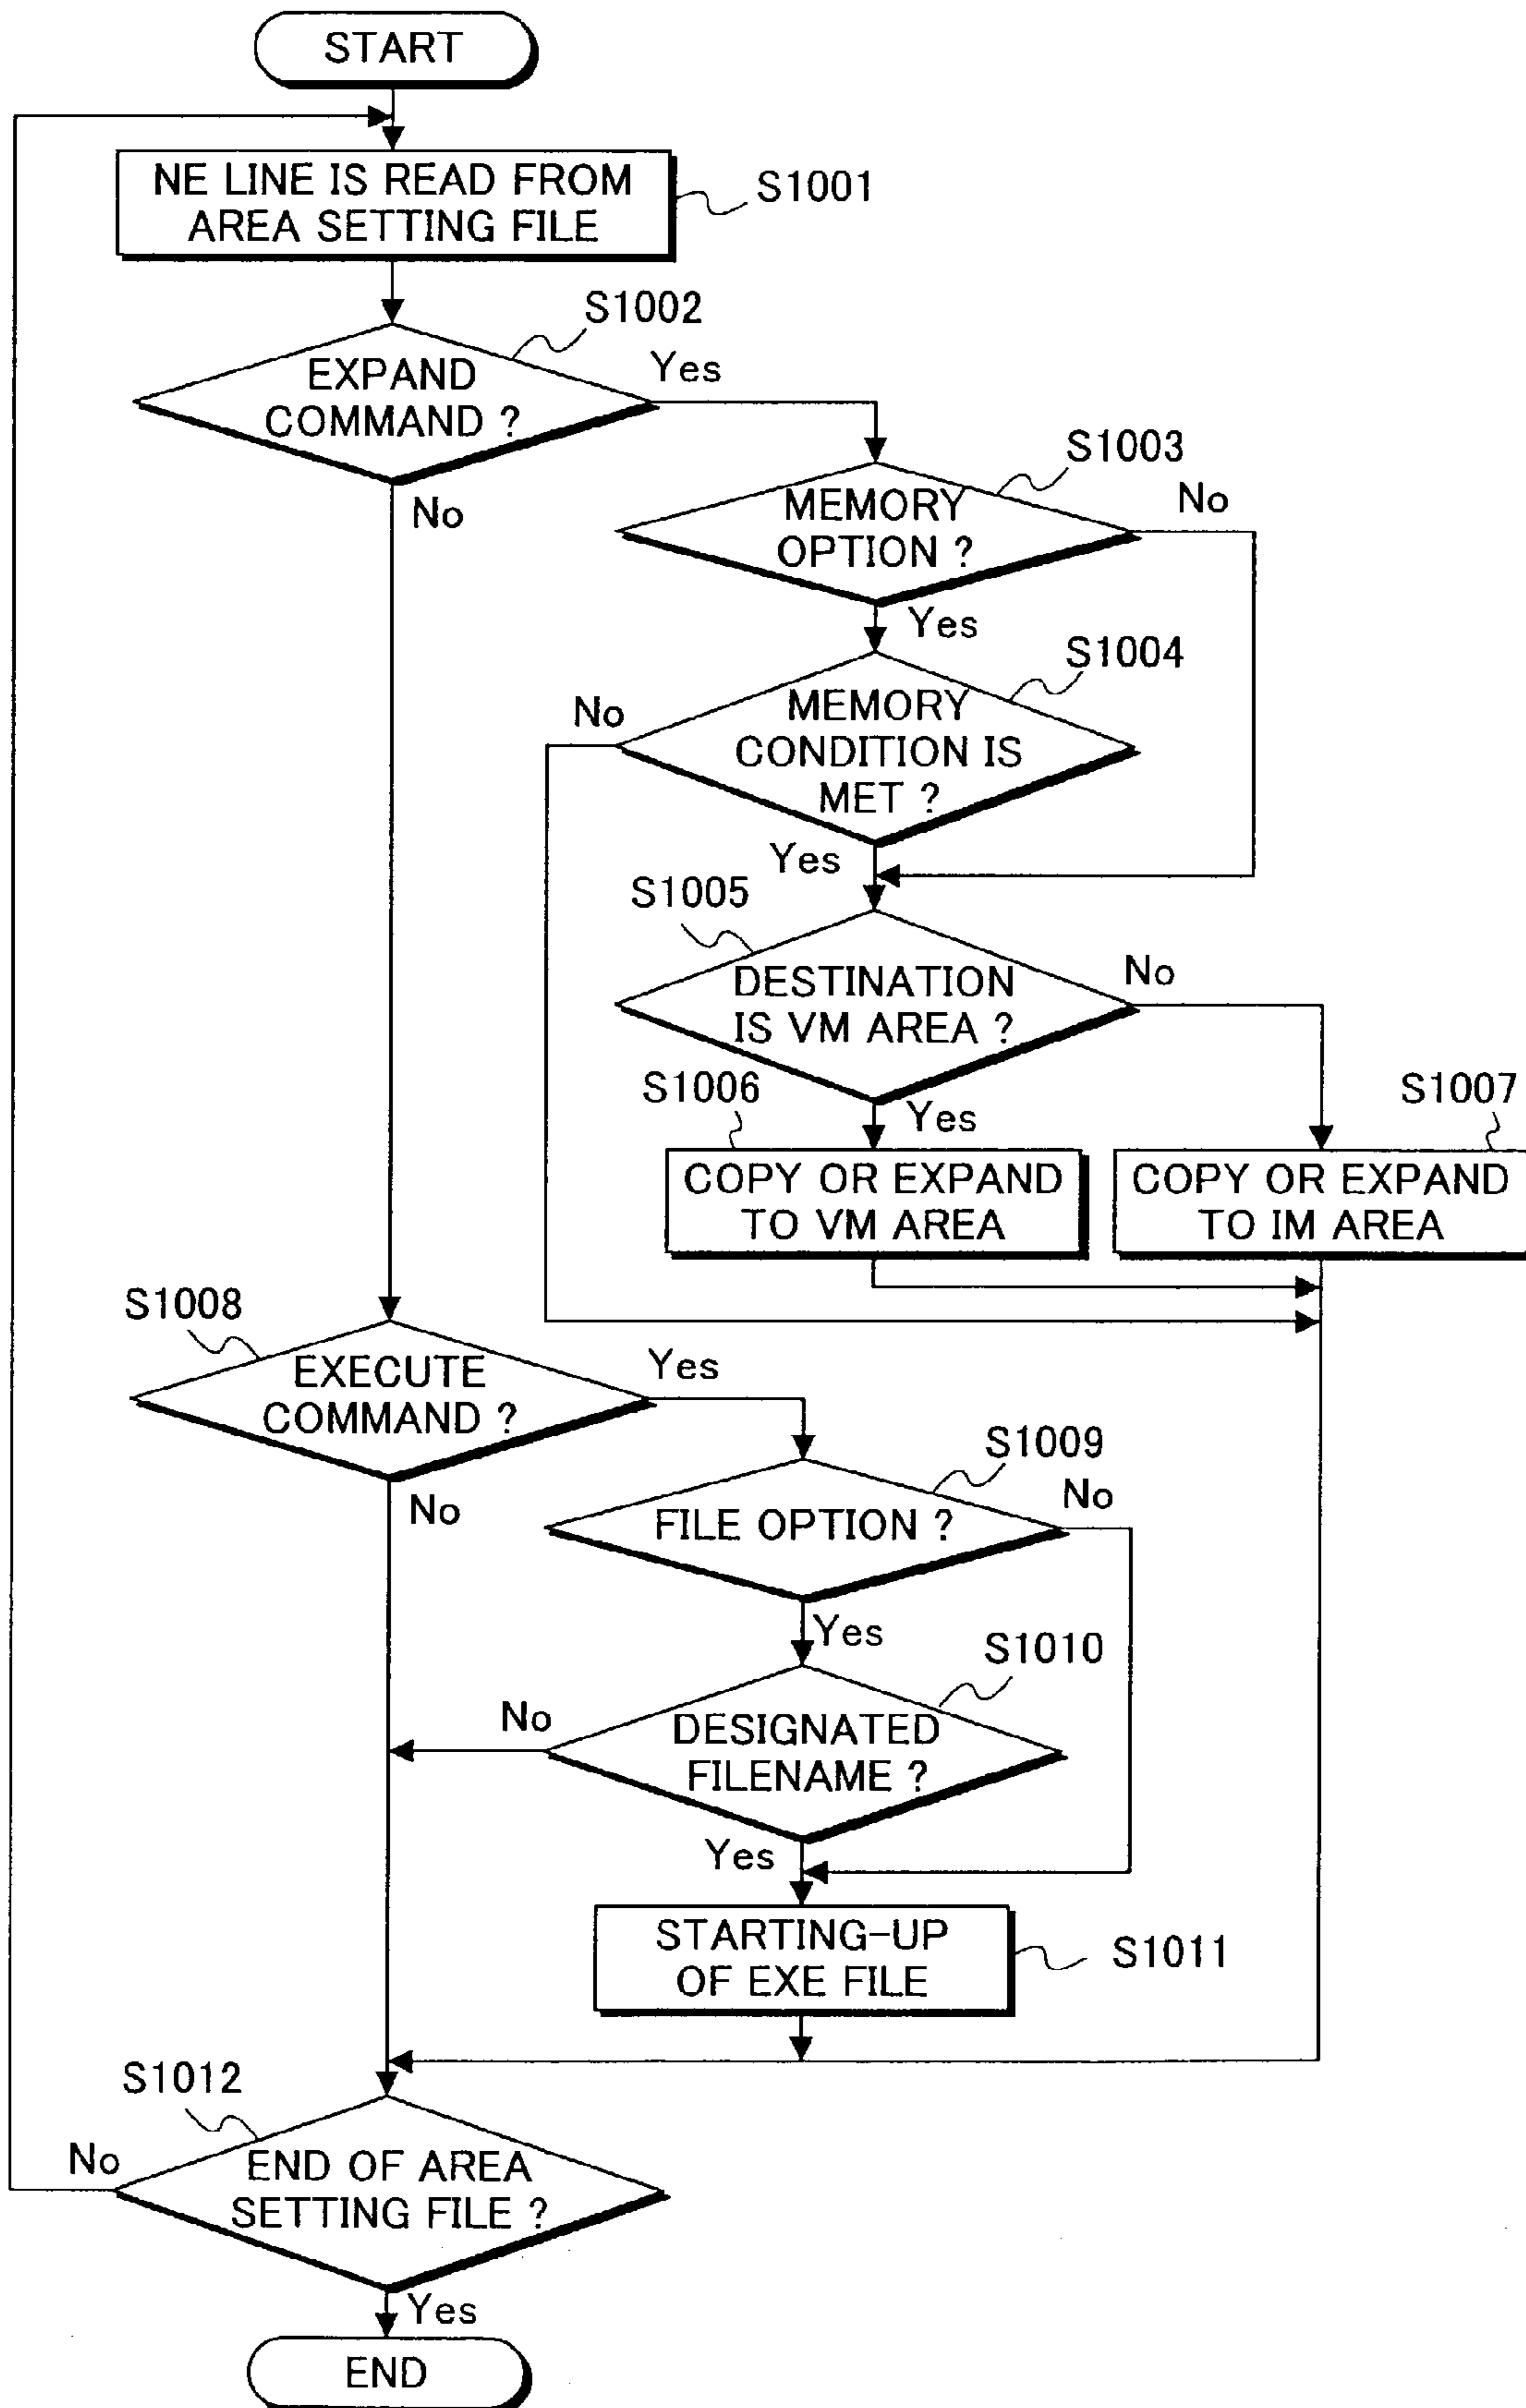 START
NE LINE IS READ FROM
AREA SETTING FILE
S1001
S1002
EXPAND
COMMAND ?
Yes
No
S1003
MEMORY
OPTION ?
No
Yes
S1004
MEMORY
CONDITION IS
MET ?
No
Yes
S1005
DESTINATION
IS VM AREA ?
No
Yes
S1006
COPY OR EXPAND
TO VM AREA
S1007
COPY OR EXPAND
TO IM AREA
S1008
EXECUTE
COMMAND ?
Yes
No
S1009
FILE OPTION ?
No
Yes
S1010
DESIGNATED
FILENAME ?
No
Yes
STARTING-UP
OF EXE FILE
S1011
S1012
END OF AREA
SETTING FILE ?
No
Yes
END